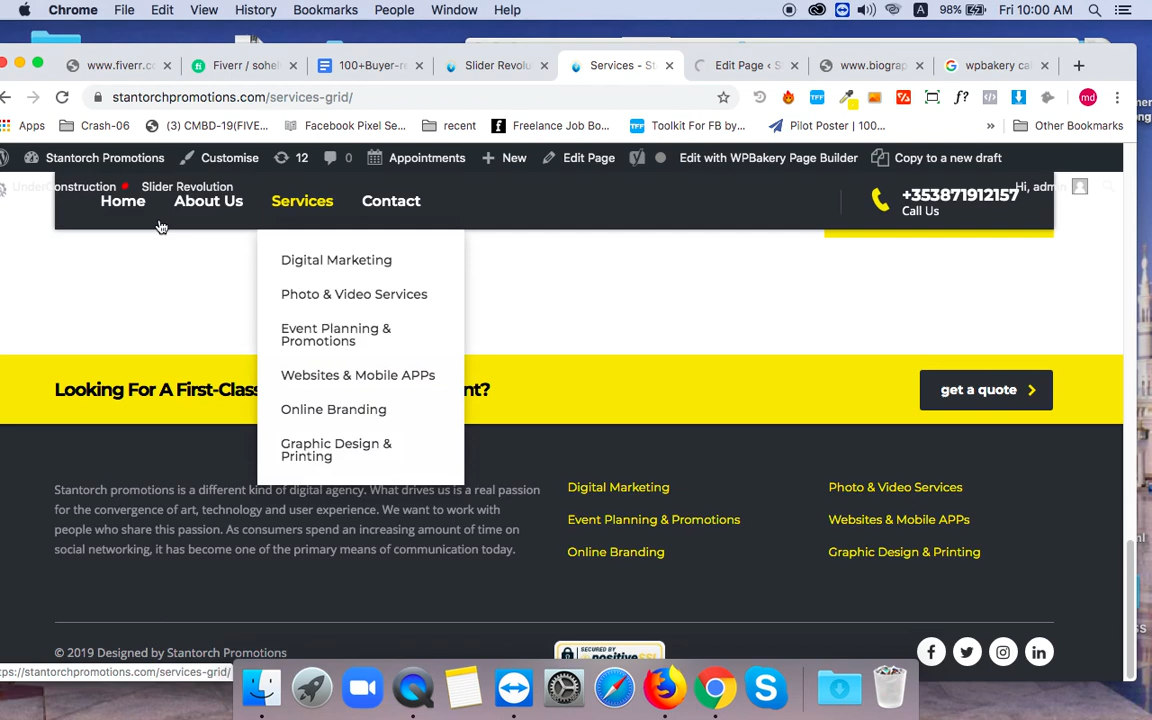 Chrome File Edit View History Bookmarks People Window Help 98% Fri 10:00 AM
www.fiverr.c Fiverr / sohe 100+Buyer-r Slider Revolu Services - S Edit Page ‹ S www.biograp wpbakery ca
stantorchpromotions.com/services-grid/
Apps Crash-06 (3) CMBD-19(FIVE... Facebook Pixel Se... recent Freelance Job Bo... Toolkit For FB by... Pilot Poster | 100... » Other Bookmarks
Stantorch Promotions Customise 12 0 Appointments New Edit Page Edit with WPBakery Page Builder Copy to a new draft
UnderConstruction Slider Revolution Hi, admin
Home About Us Services Contact
+353871912157
Call Us
Digital Marketing
Photo & Video Services
Event Planning &
Promotions
Websites & Mobile APPs
Online Branding
Graphic Design &
Printing
Looking For A First-Clas nt?
get a quote
Stantorch promotions is a different kind of digital agency. What drives us is a real passion
for the convergence of art, technology and user experience. We want to work with
people who share this passion. As consumers spend an increasing amount of time on
social networking, it has become one of the primary means of communication today.
Digital Marketing Photo & Video Services
Event Planning & Promotions Websites & Mobile APPs
Online Branding Graphic Design & Printing
© 2019 Designed by Stantorch Promotions
SECURED BY
ositiveSSL
tps://stantorchpromotions.com/services-grid/